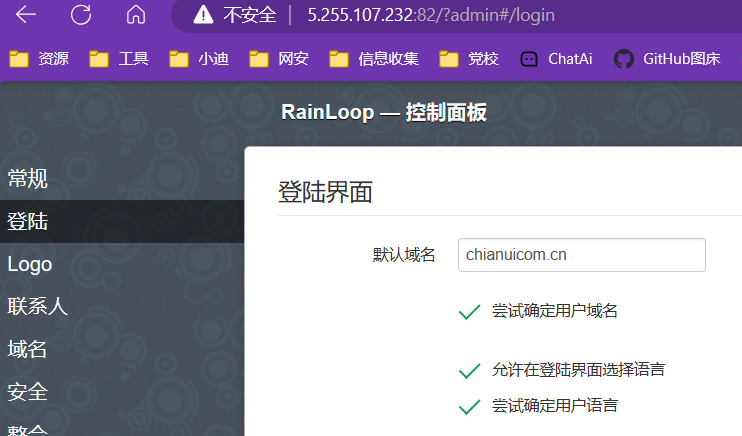 不安全 | 5.255.107.232:82/?admin#/login
资源 工具 小迪 网安 信息收集 党校 ChatAi GitHub图床
RainLoop — 控制面板
常规
登陆
Logo
联系人
域名
安全
整合
登陆界面
默认域名 chianuicom.cn
尝试确定用户域名
允许在登陆界面选择语言
尝试确定用户语言